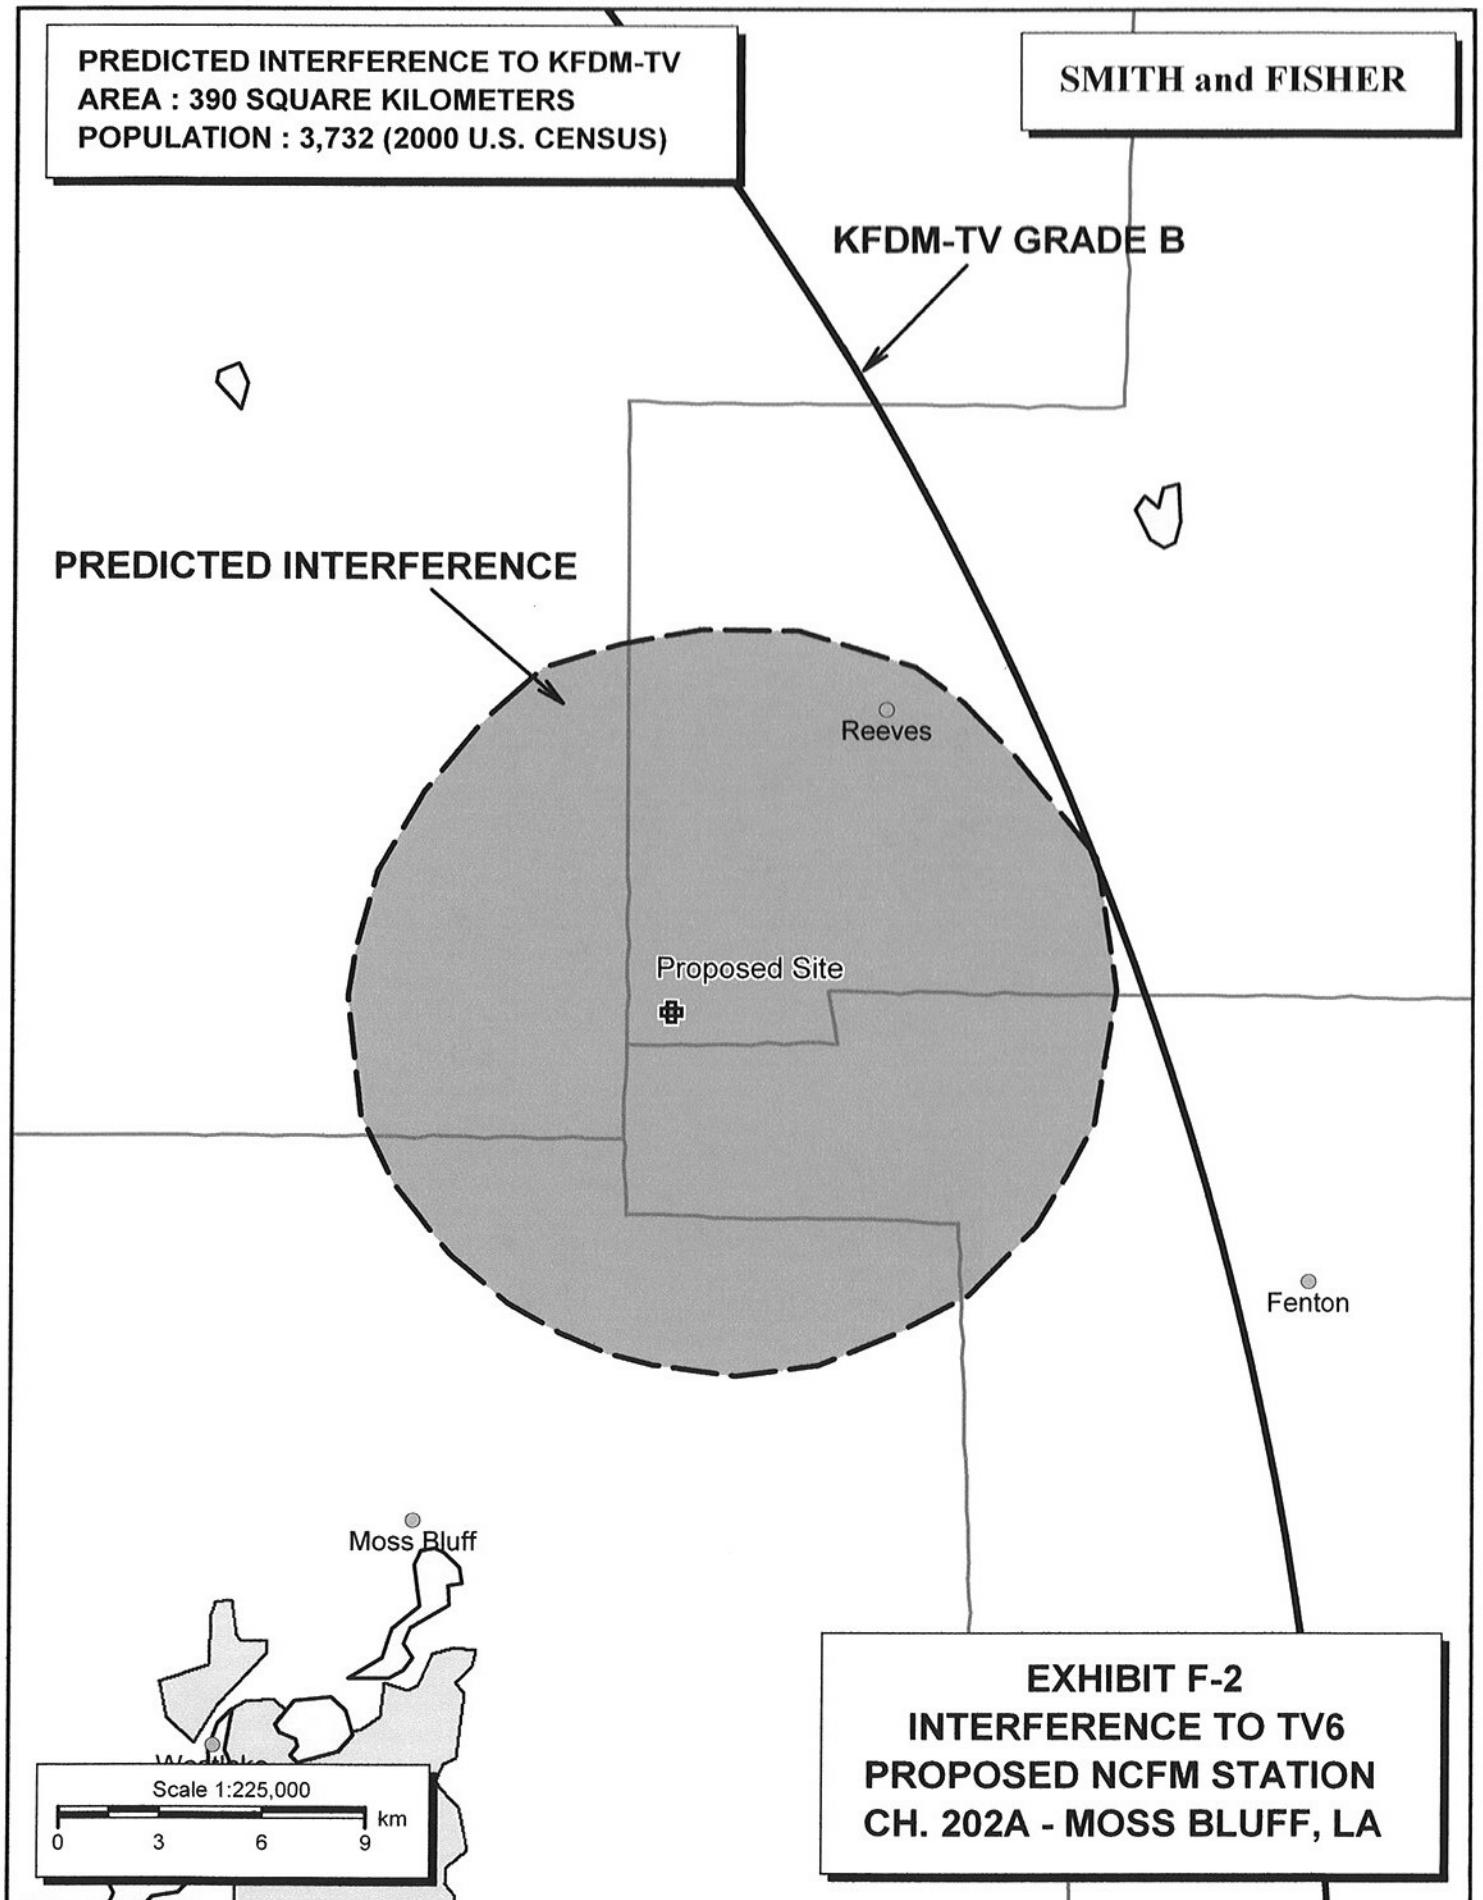 PREDICTED INTERFERENCE TO KFDM-TV
AREA : 390 SQUARE KILOMETERS
POPULATION : 3,732 (2000 U.S. CENSUS)
SMITH and FISHER
KFDM-TV GRADE B
PREDICTED INTERFERENCE
Reeves
Proposed Site
Fenton
Moss Bluff
Scale 1:225,000
km
0 3 6 9
EXHIBIT F-2
INTERFERENCE TO TV6
PROPOSED NCFM STATION
CH. 202A - MOSS BLUFF, LA